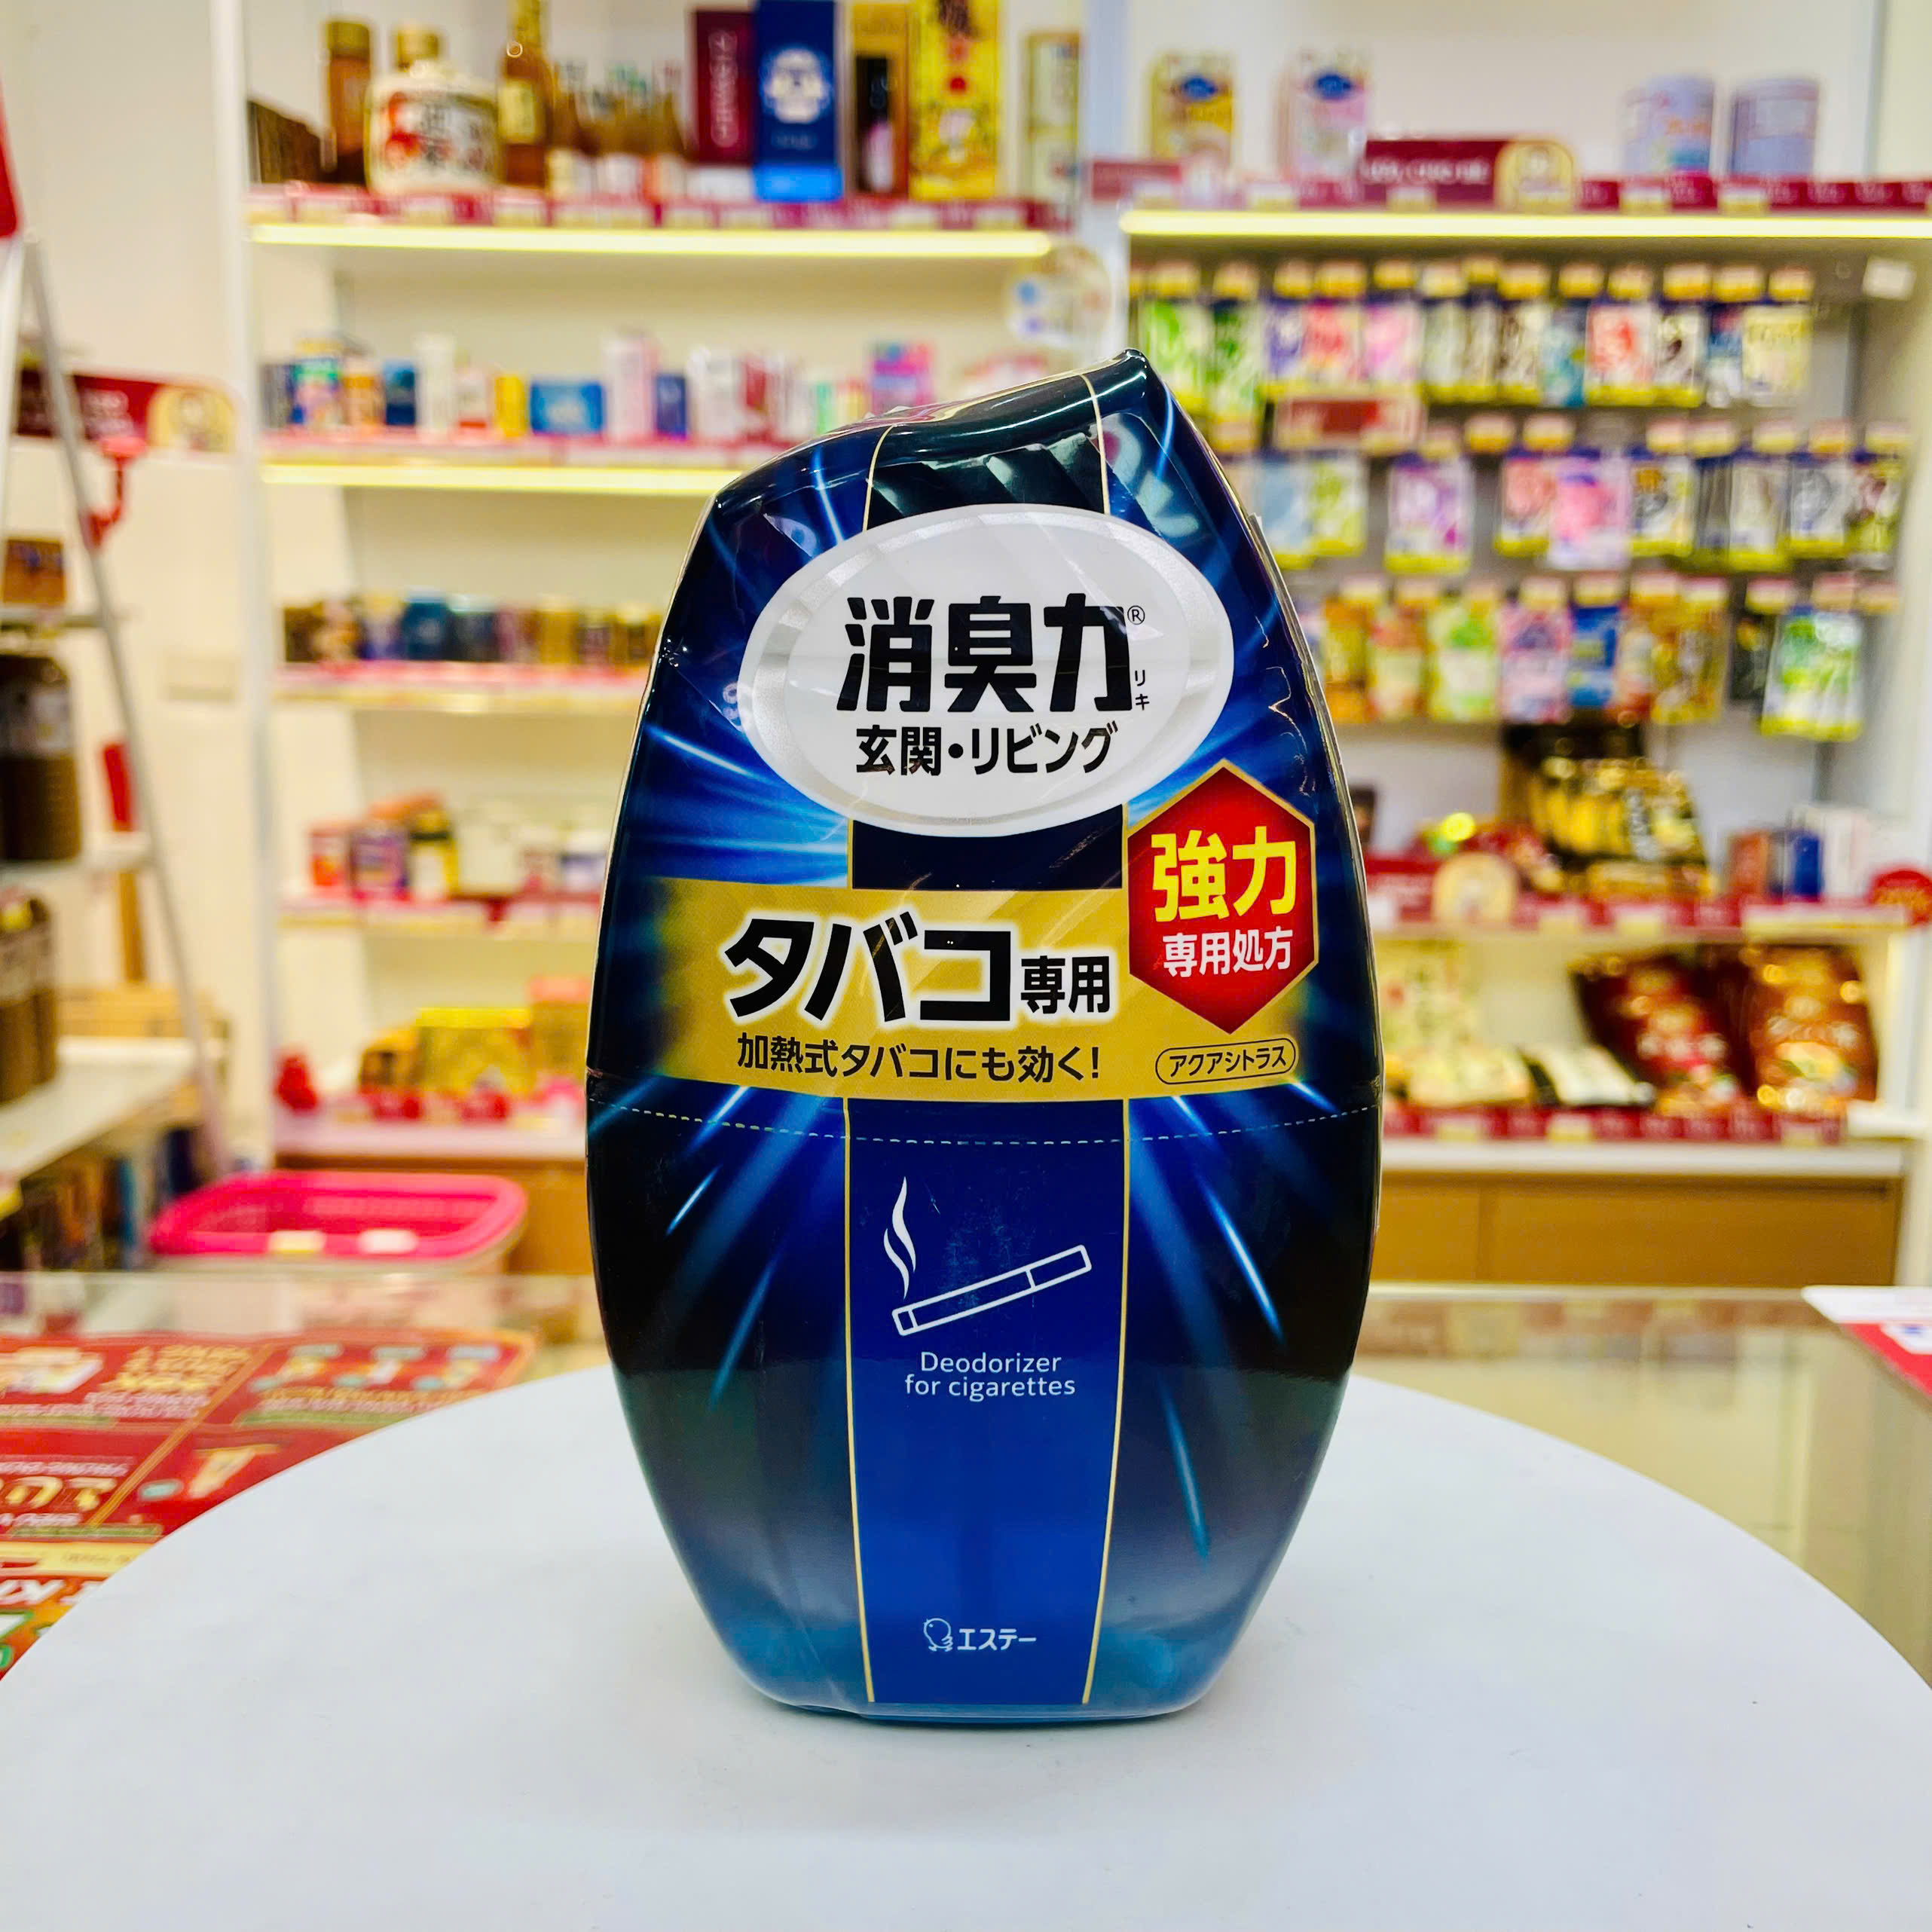 消臭力®
リキ
玄関・リビング
強力
専用処方
タバコ専用
加熱式タバコにも効く!
アクアシトラス
Deodorizer
for cigarettes
エステー